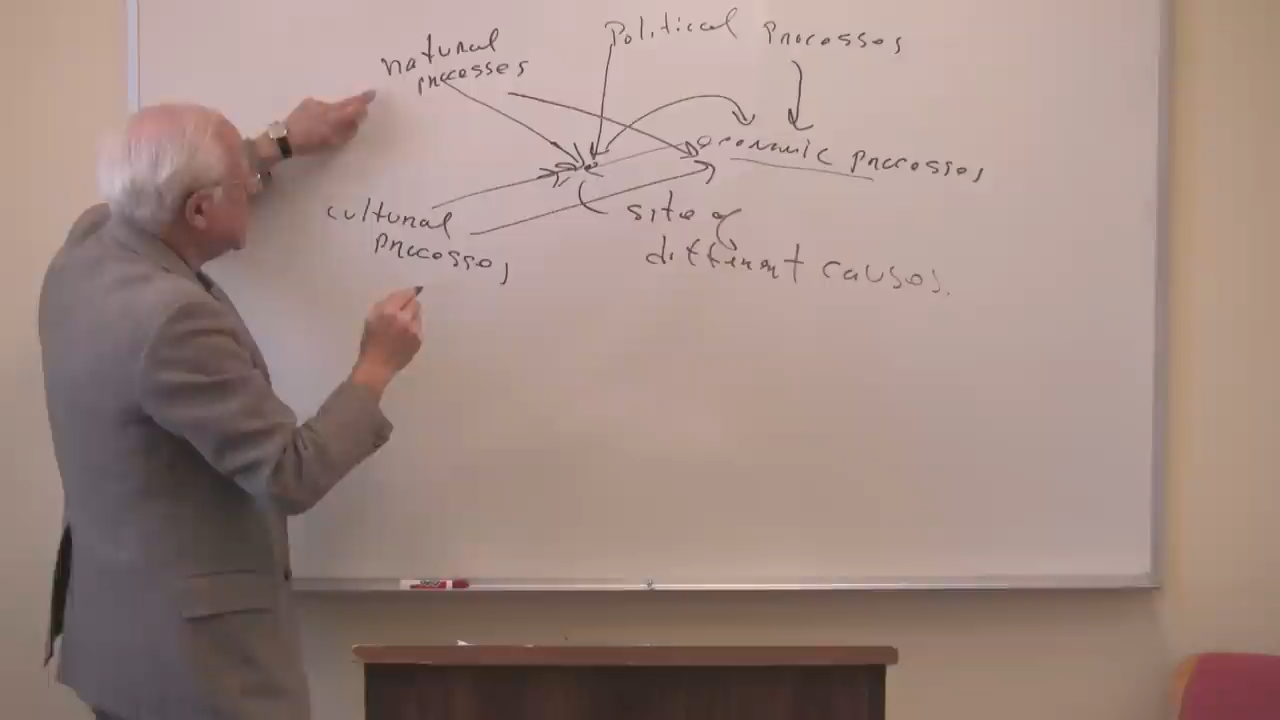 natural
processes
Political processes
economic processes
cultural
processes
site of
different causes.